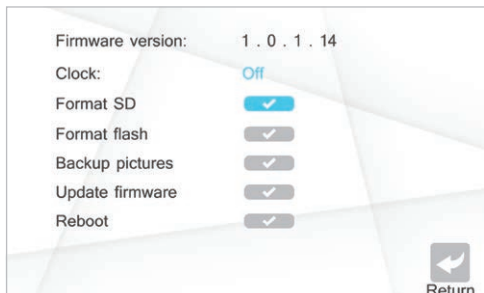 Firmware version: 1 . 0 . 1 . 14
Clock: Off
Format SD
Format flash
Backup pictures
Update firmware
Reboot
Return